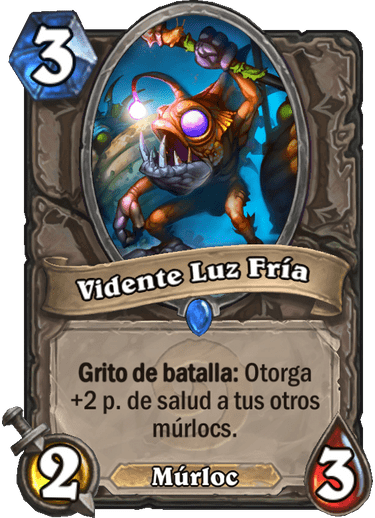 3
Vidente Luz Fría
Grito de batalla: Otorga
+2 p. de salud a tus otros
múrlocs.
2
Múrloc
3